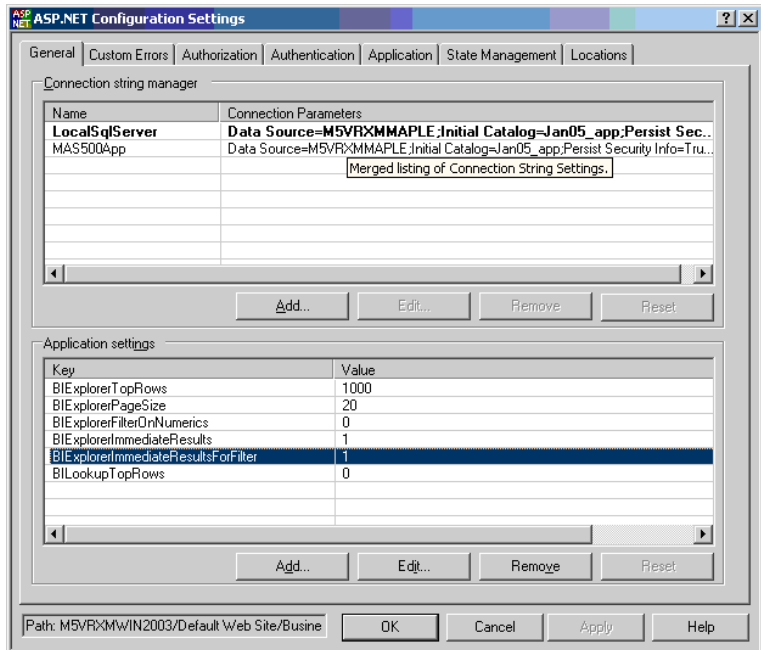 ASP.NET Configuration Settings
General Custom Errors Authorization Authentication Application State Management Locations
Connection string manager
Name Connection Parameters
LocalSqlServer Data Source=M5VRXMMAPLE;Initial Catalog=Jan05_app;Persist Sec..
MAS500App Data Source=M5VRXMMAPLE;Initial Catalog=Jan05_app;Persist Security Info=Tru...
Merged listing of Connection String Settings.
Add... Edit... Remove Reset
Application settings
Key Value
BIExplorerTopRows 1000
BIExplorerPageSize 20
BIExplorerFilterOnNumerics 0
BIExplorerImmediateResults 1
BIExplorerImmediateResultsForFilter 1
BILookupTopRows 0
Add... Edit... Remove Reset
Path: M5VRXMWIN2003/Default Web Site/Busine OK Cancel Apply Help